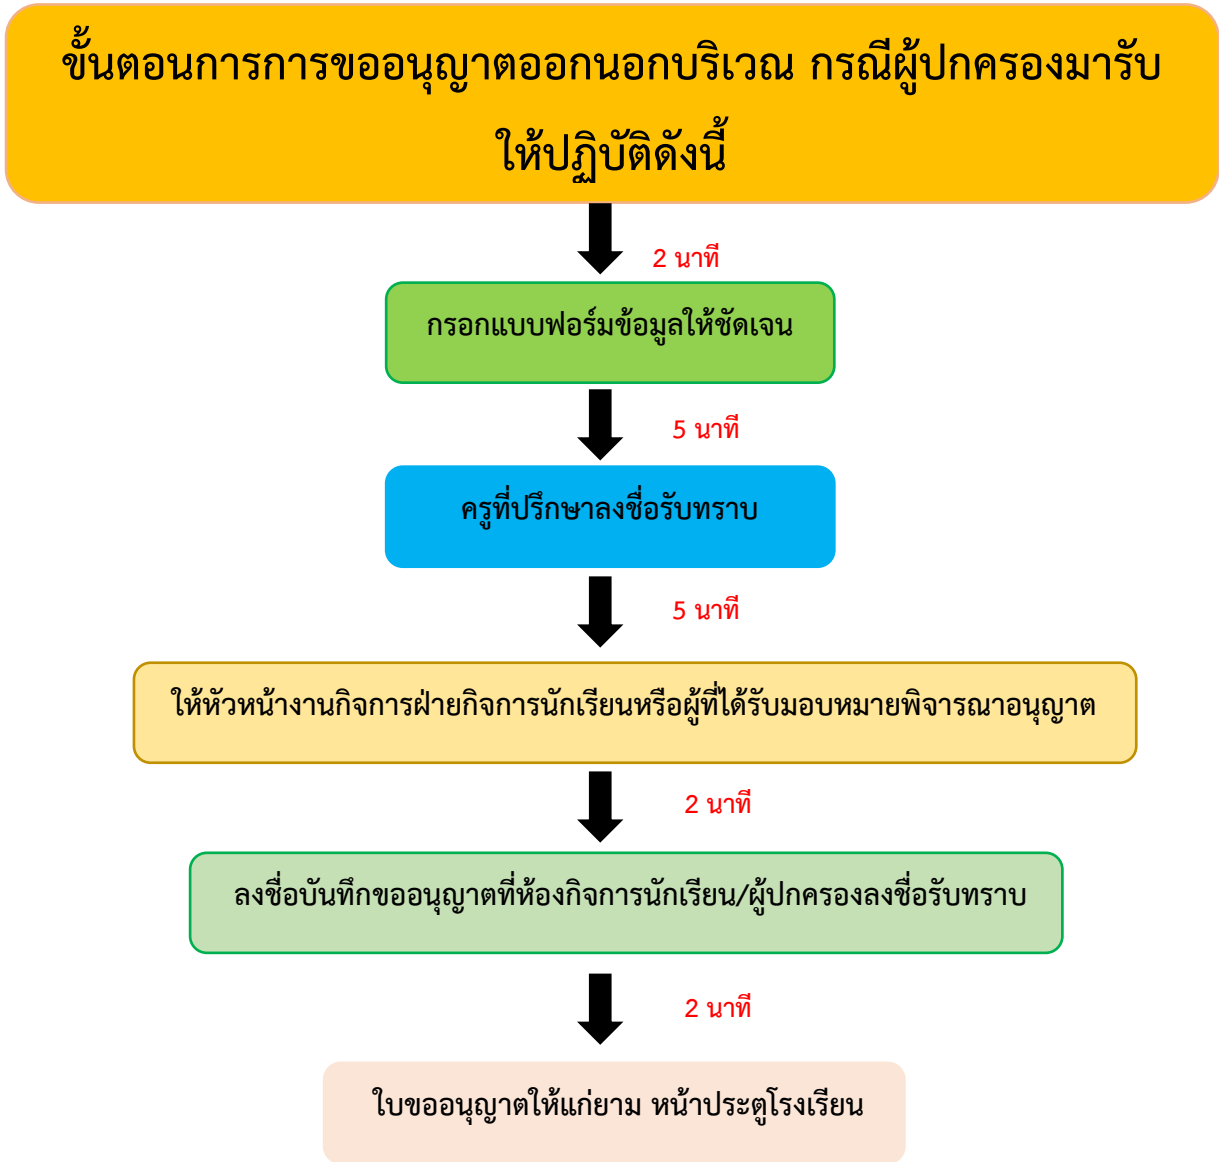 ขั้นตอนการการขออนุญาตออกนอกบริเวณ กรณีผู้ปกครองมารับ
ให้ปฏิบัติดังนี้
2 นาที
กรอกแบบฟอร์มข้อมูลให้ชัดเจน
5 นาที
ครูที่ปรึกษาลงชื่อรับทราบ
5 นาที
ให้หัวหน้างานกิจการฝ่ายกิจการนักเรียนหรือผู้ที่ได้รับมอบหมายพิจารณาอนุญาต
2 นาที
ลงชื่อบันทึกขออนุญาตที่ห้องกิจการนักเรียน/ผู้ปกครองลงชื่อรับทราบ
2 นาที
ใบขออนุญาตให้แก่ยาม หน้าประตูโรงเรียน